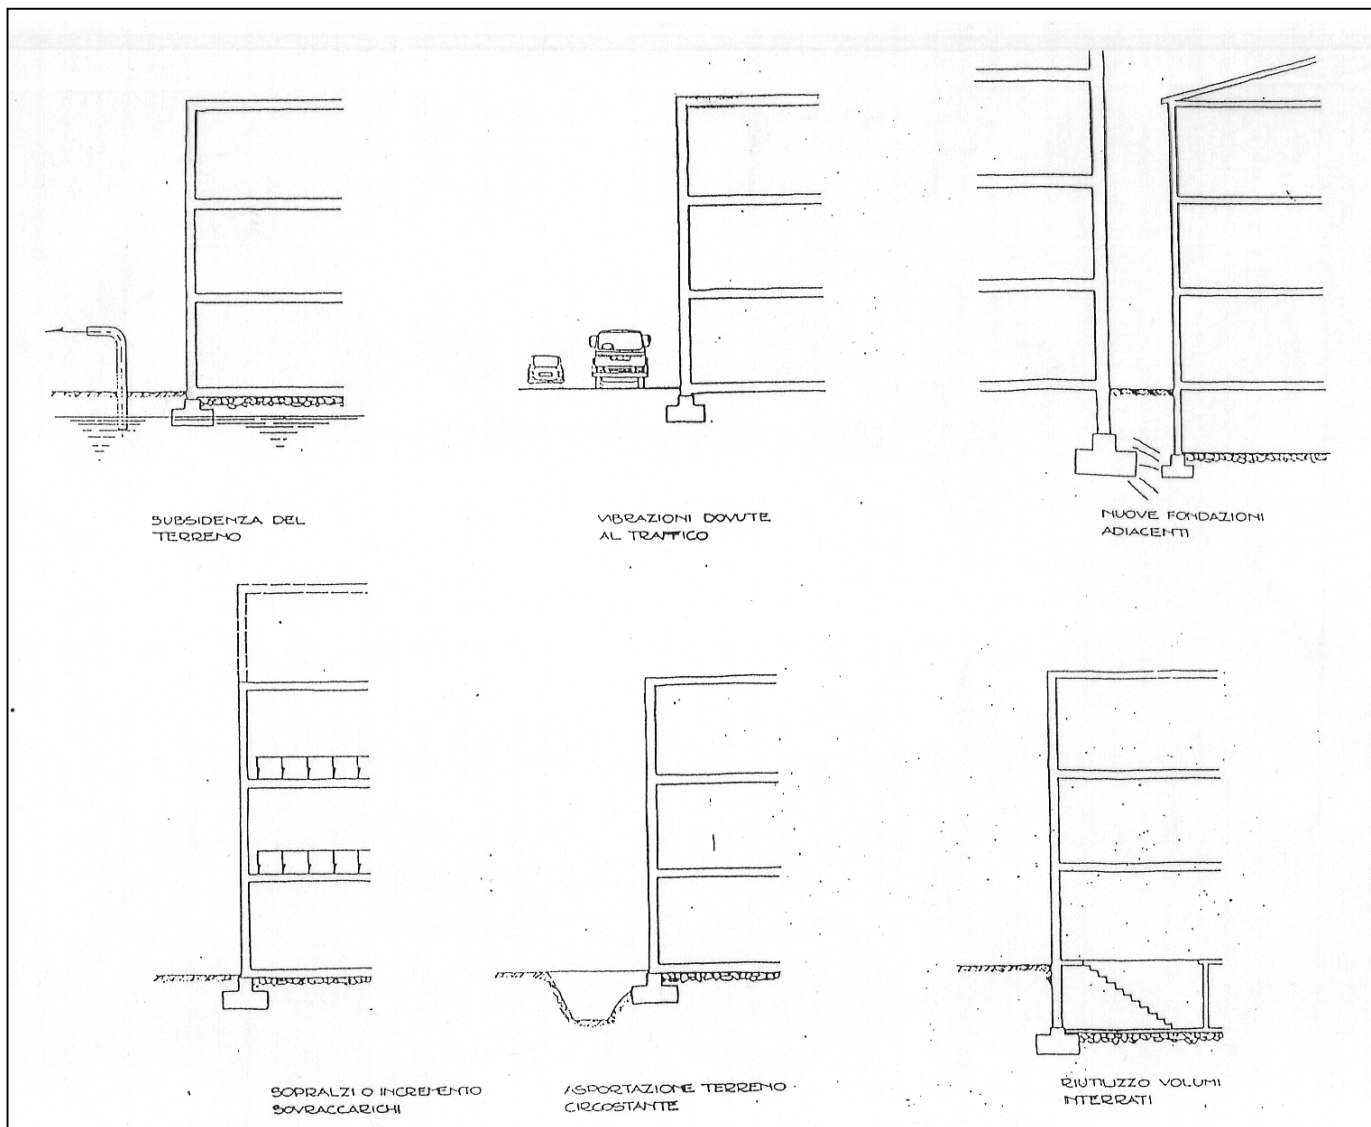 SUBSIDENZA DEL
TERRENO
VIBRAZIONI DOVUTE
AL TRAFFICO
NUOVE FONDAZIONI
ADIACENTI
SOPRALZI O INCREMENTO
SOVRACCARICHI
ASPORTAZIONE TERRENO
CIRCOSTANTE
RIUTILIZZO VOLUMI
INTERRATI